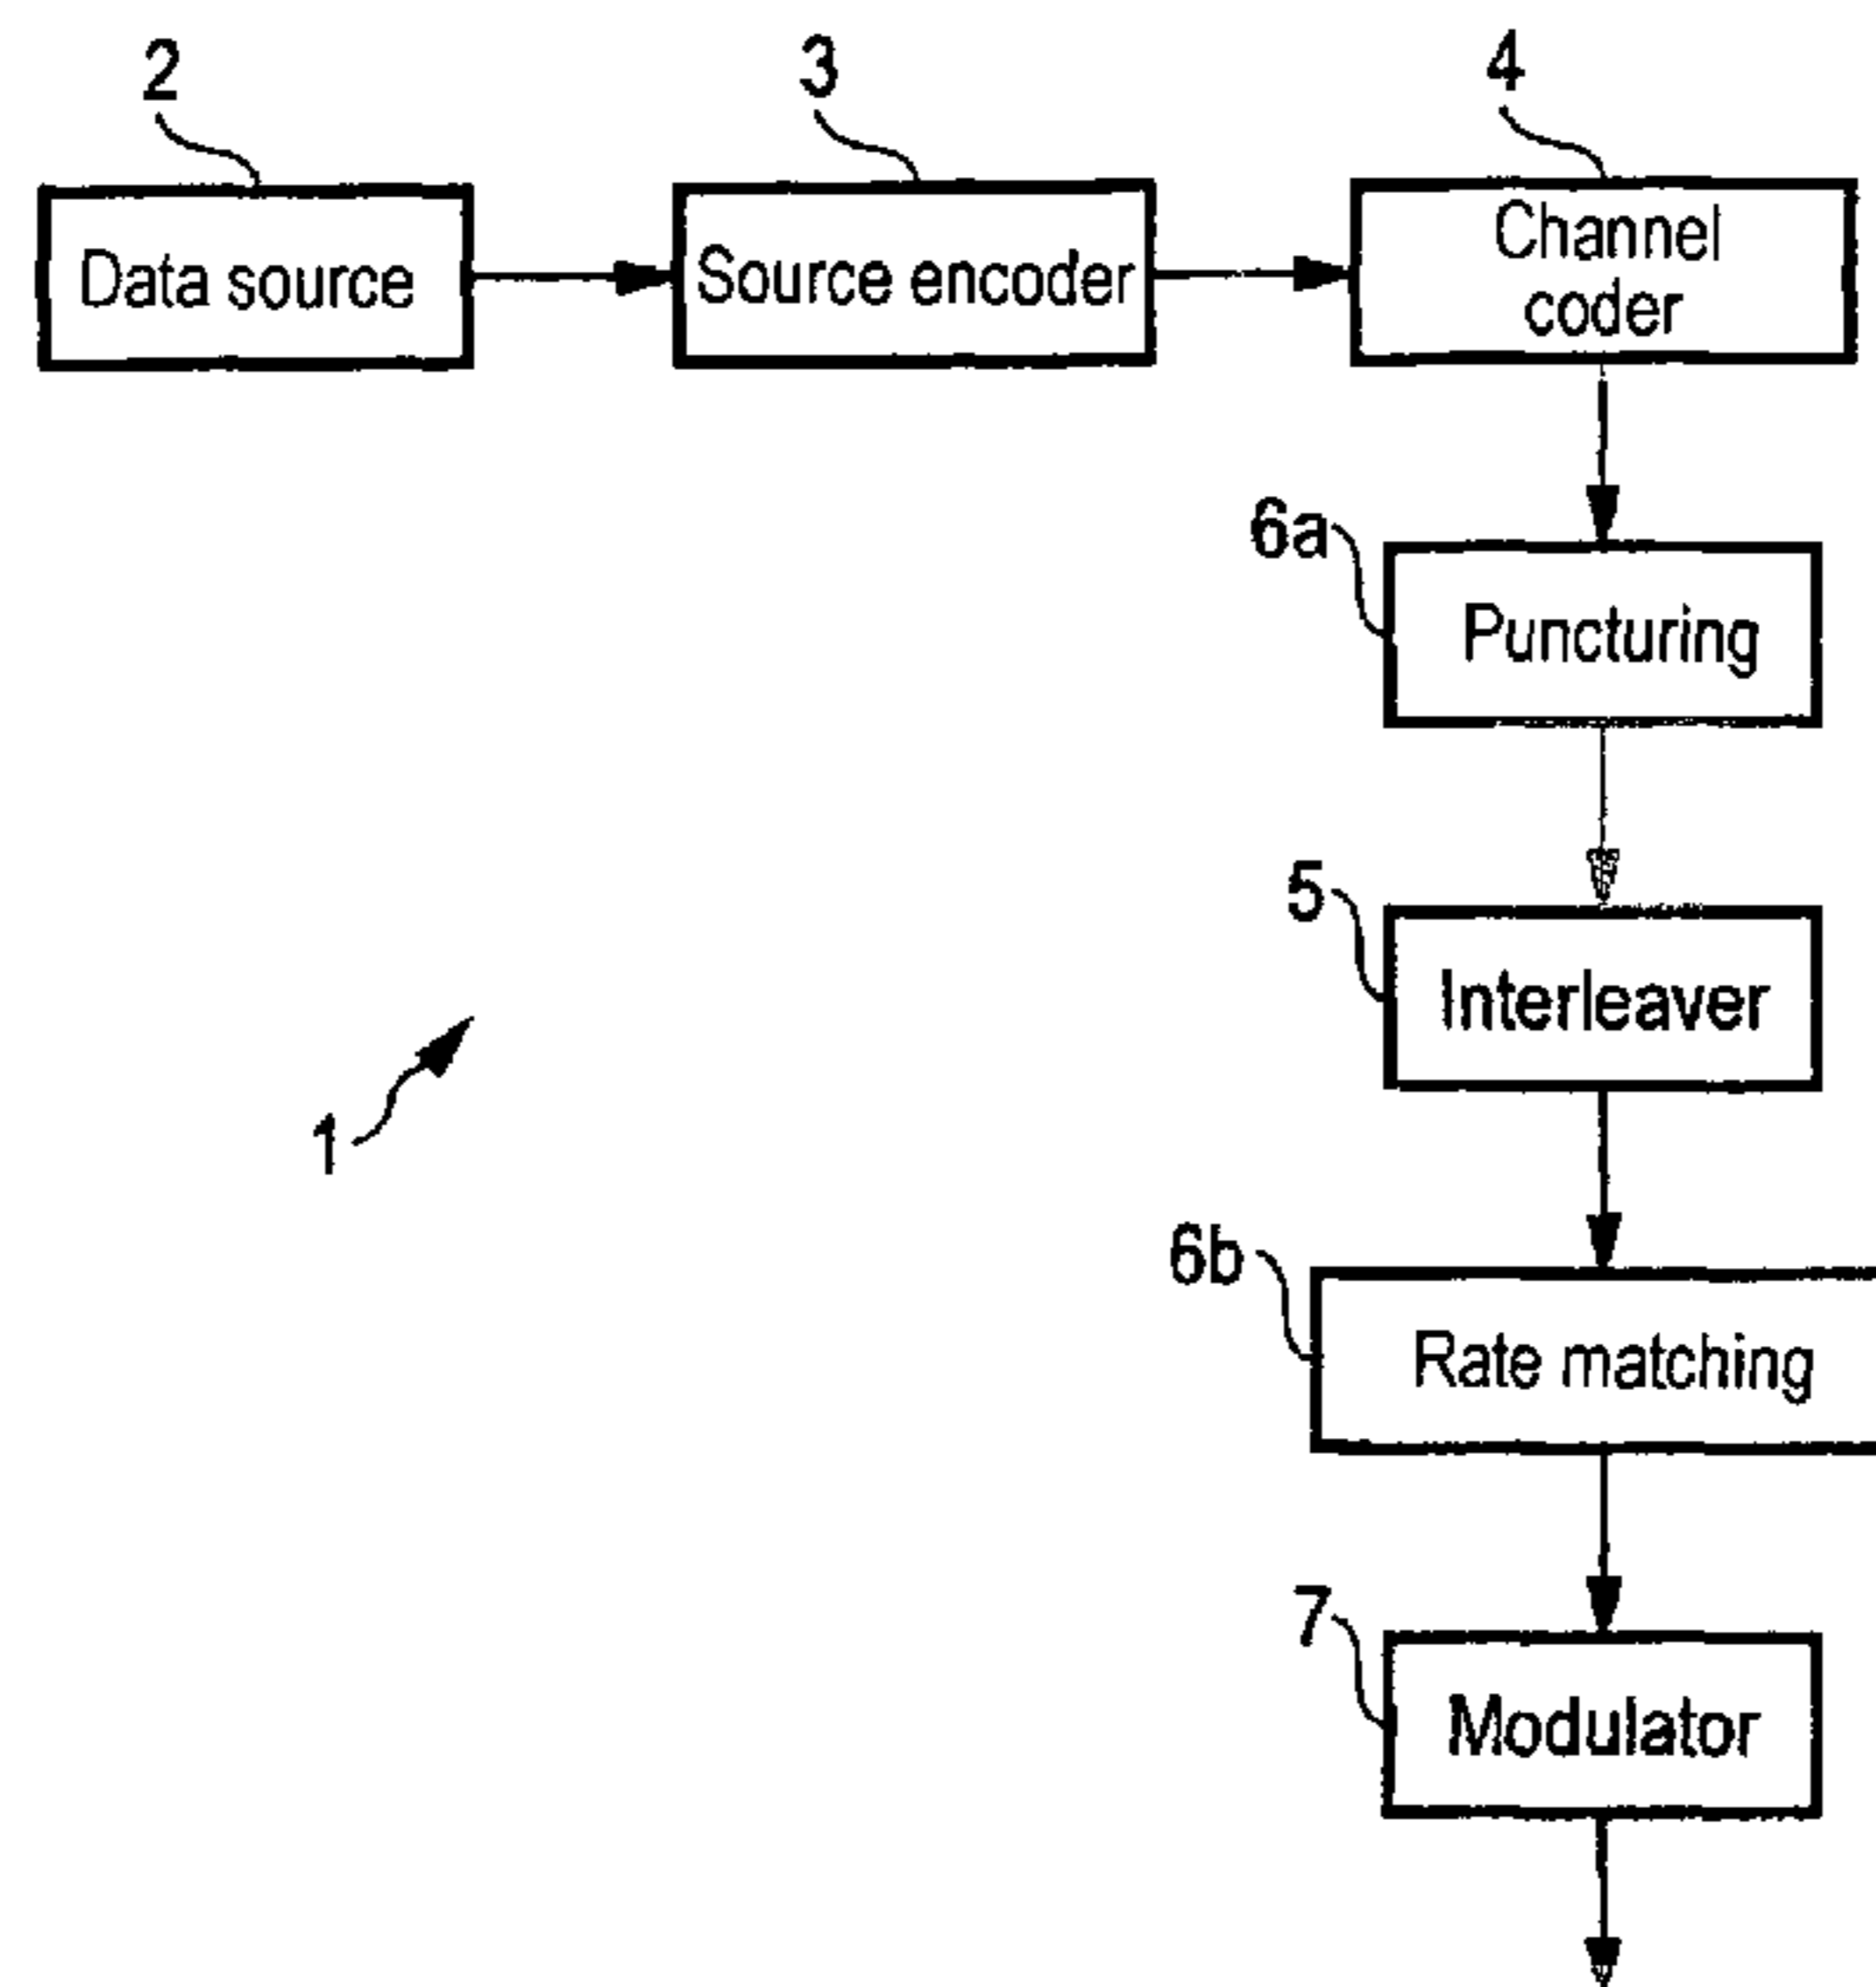 2
3
4
Data source
Source encoder
Channel
coder
6a
Puncturing
5
Interleaver
1
6b
Rate matching
7
Modulator